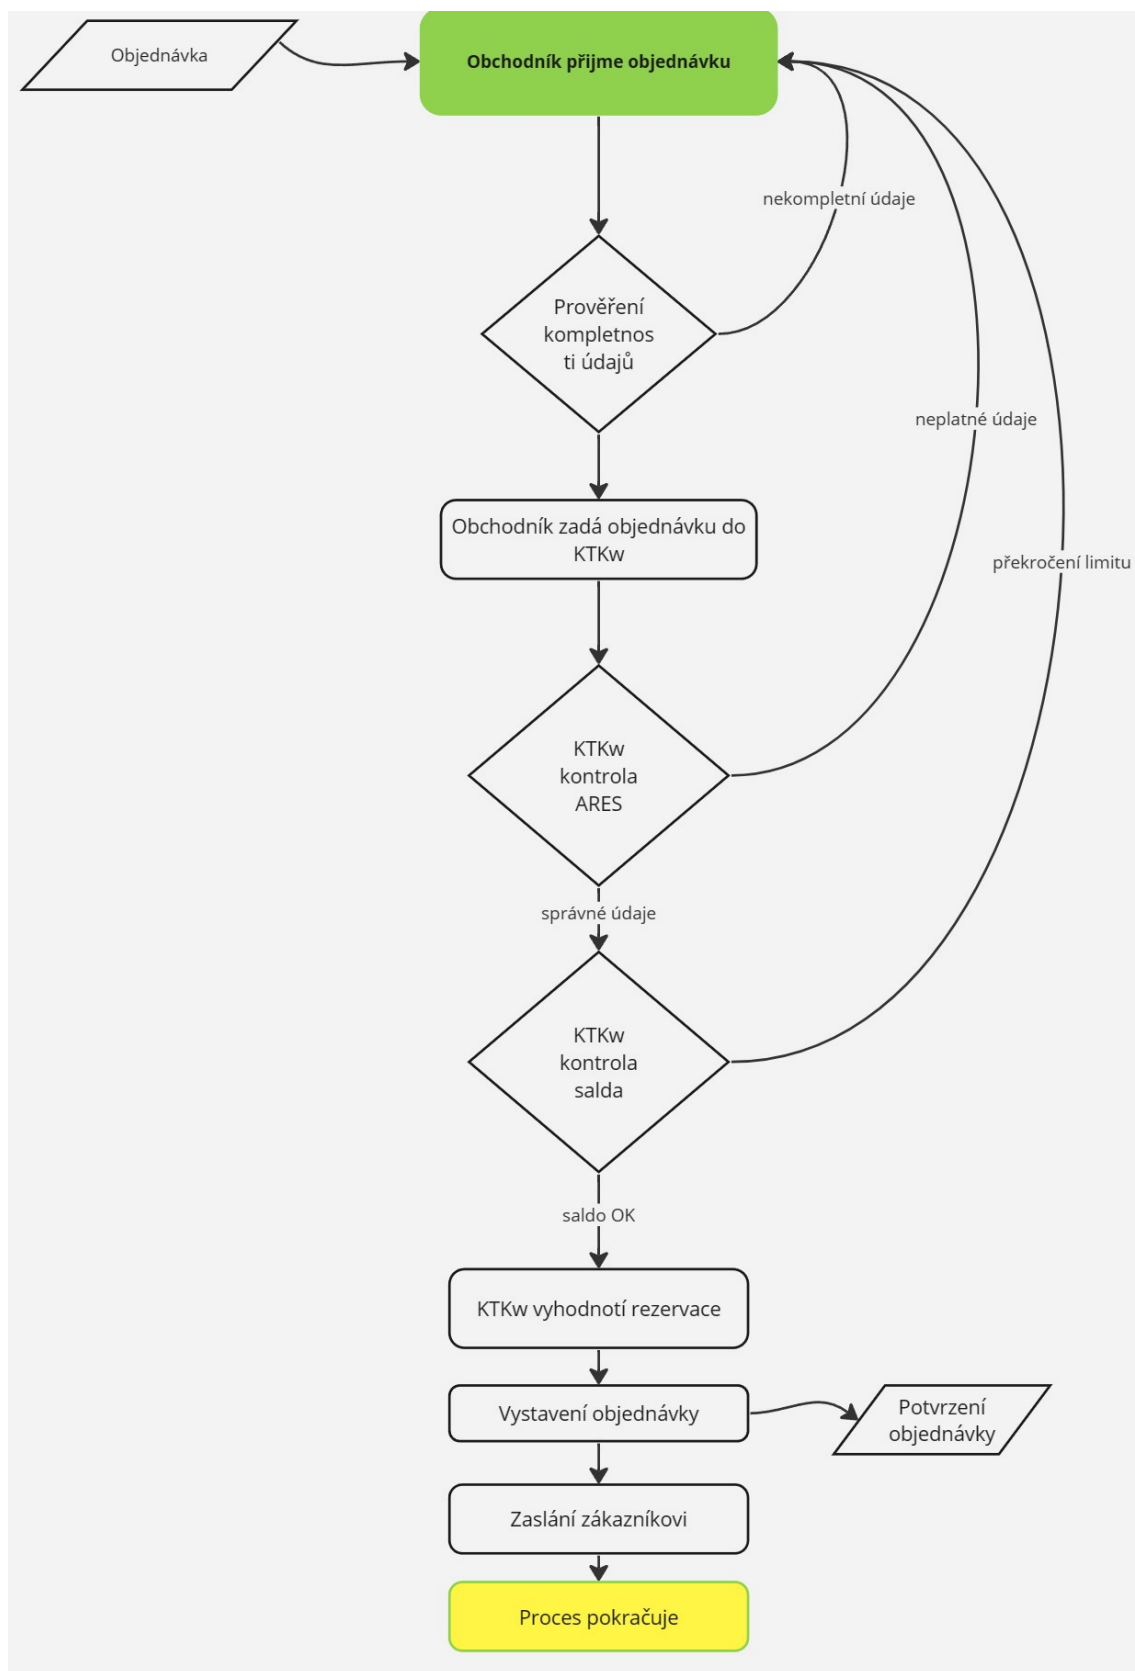 Objednávka
Obchodník přijme objednávku
nekompletní údaje
Prověření
kompletnos
ti údajů
neplatné údaje
Obchodník zadá objednávku do
KTKw
překročení limitu
KTKw
kontrola
ARES
správné údaje
KTKw
kontrola
salda
saldo OK
KTKw vyhodnotí rezervace
Vystavení objednávky
Potvrzení
objednávky
Zaslání zákazníkovi
Proces pokračuje